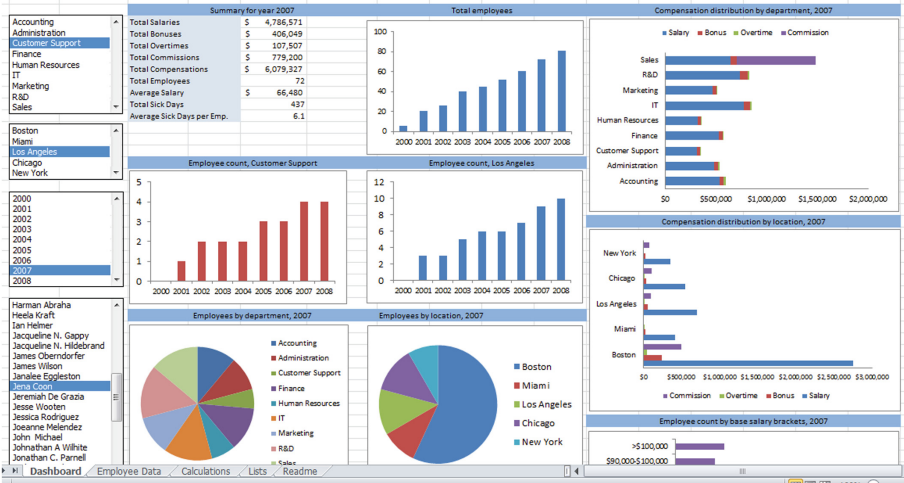 Accounting
Administration
Customer Support
Finance
Human Resources
IT
Marketing
R&D
Sales
Boston
Miami
Los Angeles
Chicago
New York
2000
2001
2002
2003
2004
2005
2006
2007
2008
Harman Abraha
Heela Kraft
Ian Helmer
Jacqueline N. Gappy
Jacqueline N. Hildebrand
James Oberndorfer
James Wilson
Janalee Eggleston
Jena Coon
Jeremiah De Grazia
Jesse Wooten
Jessica Rodriguez
Joeanne Melendez
John Michael
Johnathan A Wilhite
Jonathan C. Parnell
Summary for year 2007
Total Salaries $ 4,786,571
Total Bonuses $ 406,049
Total Overtimes $ 107,507
Total Commissions $ 779,200
Total Compensations $ 6,079,327
Total Employees 72
Average Salary $ 66,480
Total Sick Days 437
Average Sick Days per Emp. 6.1
Total employees
100
80
60
40
20
0
2000 2001 2002 2003 2004 2005 2006 2007 2008
Employee count, Customer Support
5
4
3
2
1
0
2000 2001 2002 2003 2004 2005 2006 2007 2008
Employee count, Los Angeles
12
10
8
6
4
2
0
2000 2001 2002 2003 2004 2005 2006 2007 2008
Employees by department, 2007
Accounting
Administration
Customer Support
Finance
Human Resources
IT
Marketing
R&D
Sales
Employees by location, 2007
Boston
Miami
Los Angeles
Chicago
New York
Compensation distribution by department, 2007
Salary Bonus Overtime Commission
Sales
R&D
Marketing
IT
Human Resources
Finance
Customer Support
Administration
Accounting
$0 $500,000 $1,000,000 $1,500,000 $2,000,000
Compensation distribution by location, 2007
New York
Chicago
Los Angeles
Miami
Boston
$0 $500,000 $1,000,000 $1,500,000 $2,000,000 $2,500,000 $3,000,000
Commission Overtime Bonus Salary
Employee count by base salary brackets, 2007
>$100,000
$90,000-$100,000
Dashboard Employee Data Calculations Lists Readme